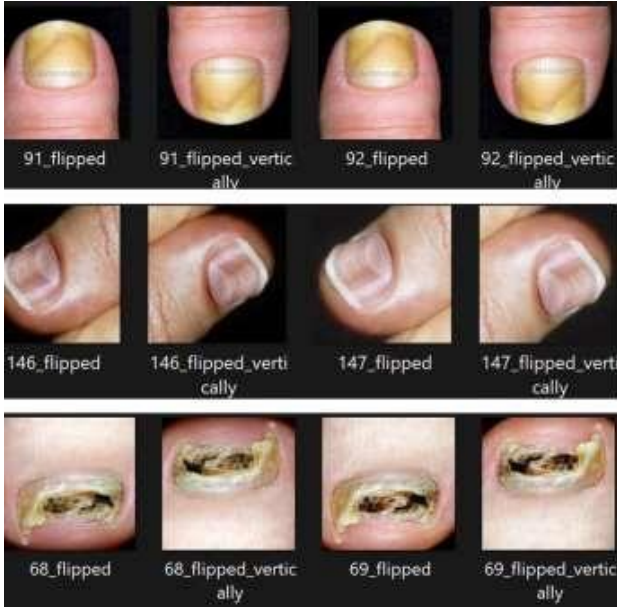 91_flipped 91_flipped_vertic 92_flipped 92_flipped_vertic
ally ally
146_flipped 146_flipped_verti 147_flipped 147_flipped_verti
cally cally
68_flipped 68_flipped_vertic 69_flipped 69_flipped_vertic
ally ally